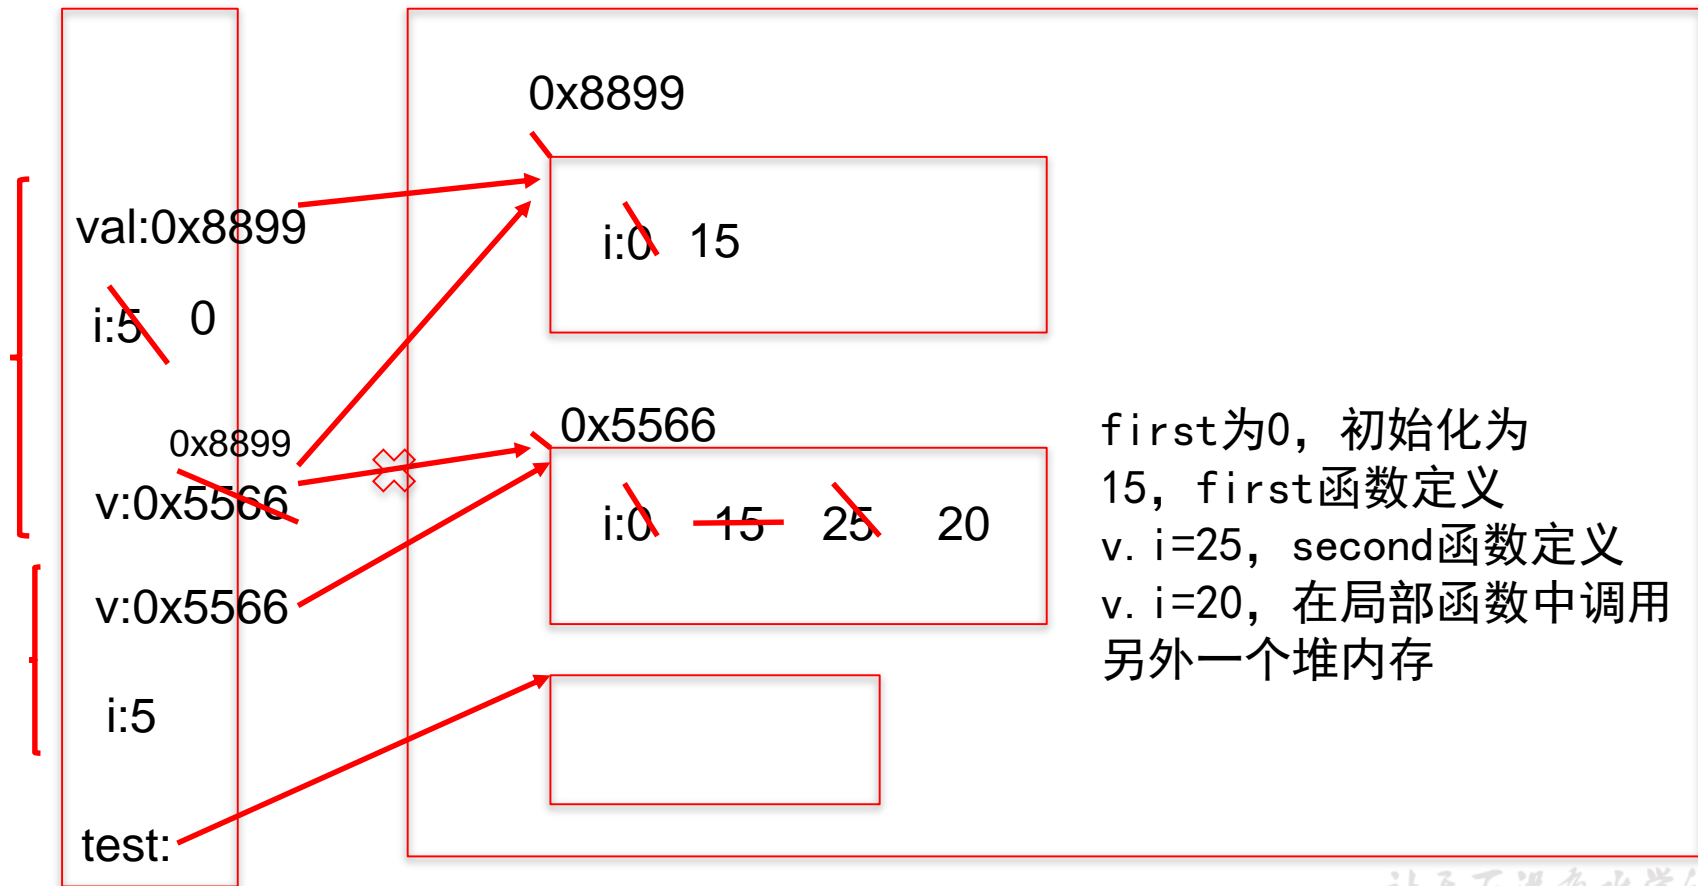 0x8899
val:0x8899
i:0 15
i:5 0
0x8899
v:0x5566
0x5566
i:0 15 25 20
v:0x5566
i:5
test:
first为0，初始化为
15，first函数定义
v.i=25，second函数定义
v.i=20，在局部函数中调用
另外一个堆内存